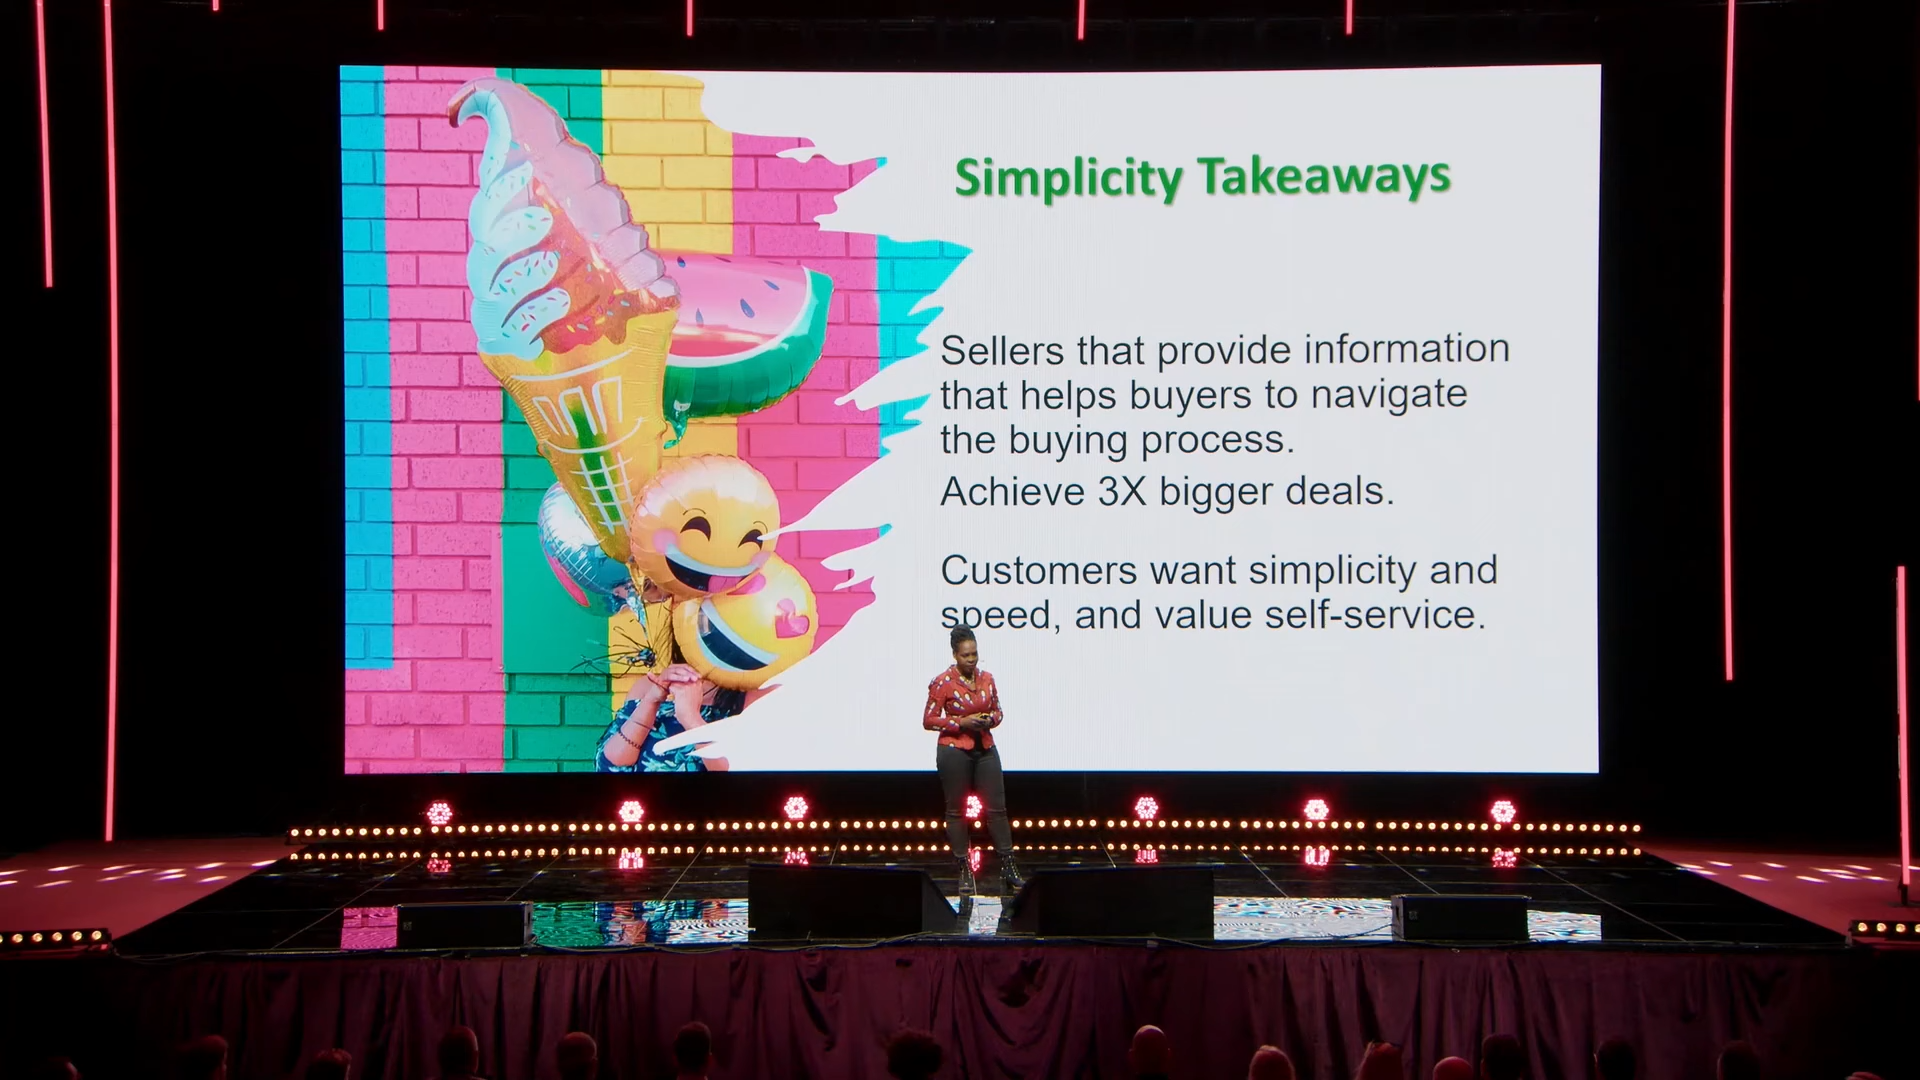 Simplicity Takeaways
Sellers that provide information
that helps buyers to navigate
the buying process.
Achieve 3X bigger deals.
Customers want simplicity and
speed, and value self-service.